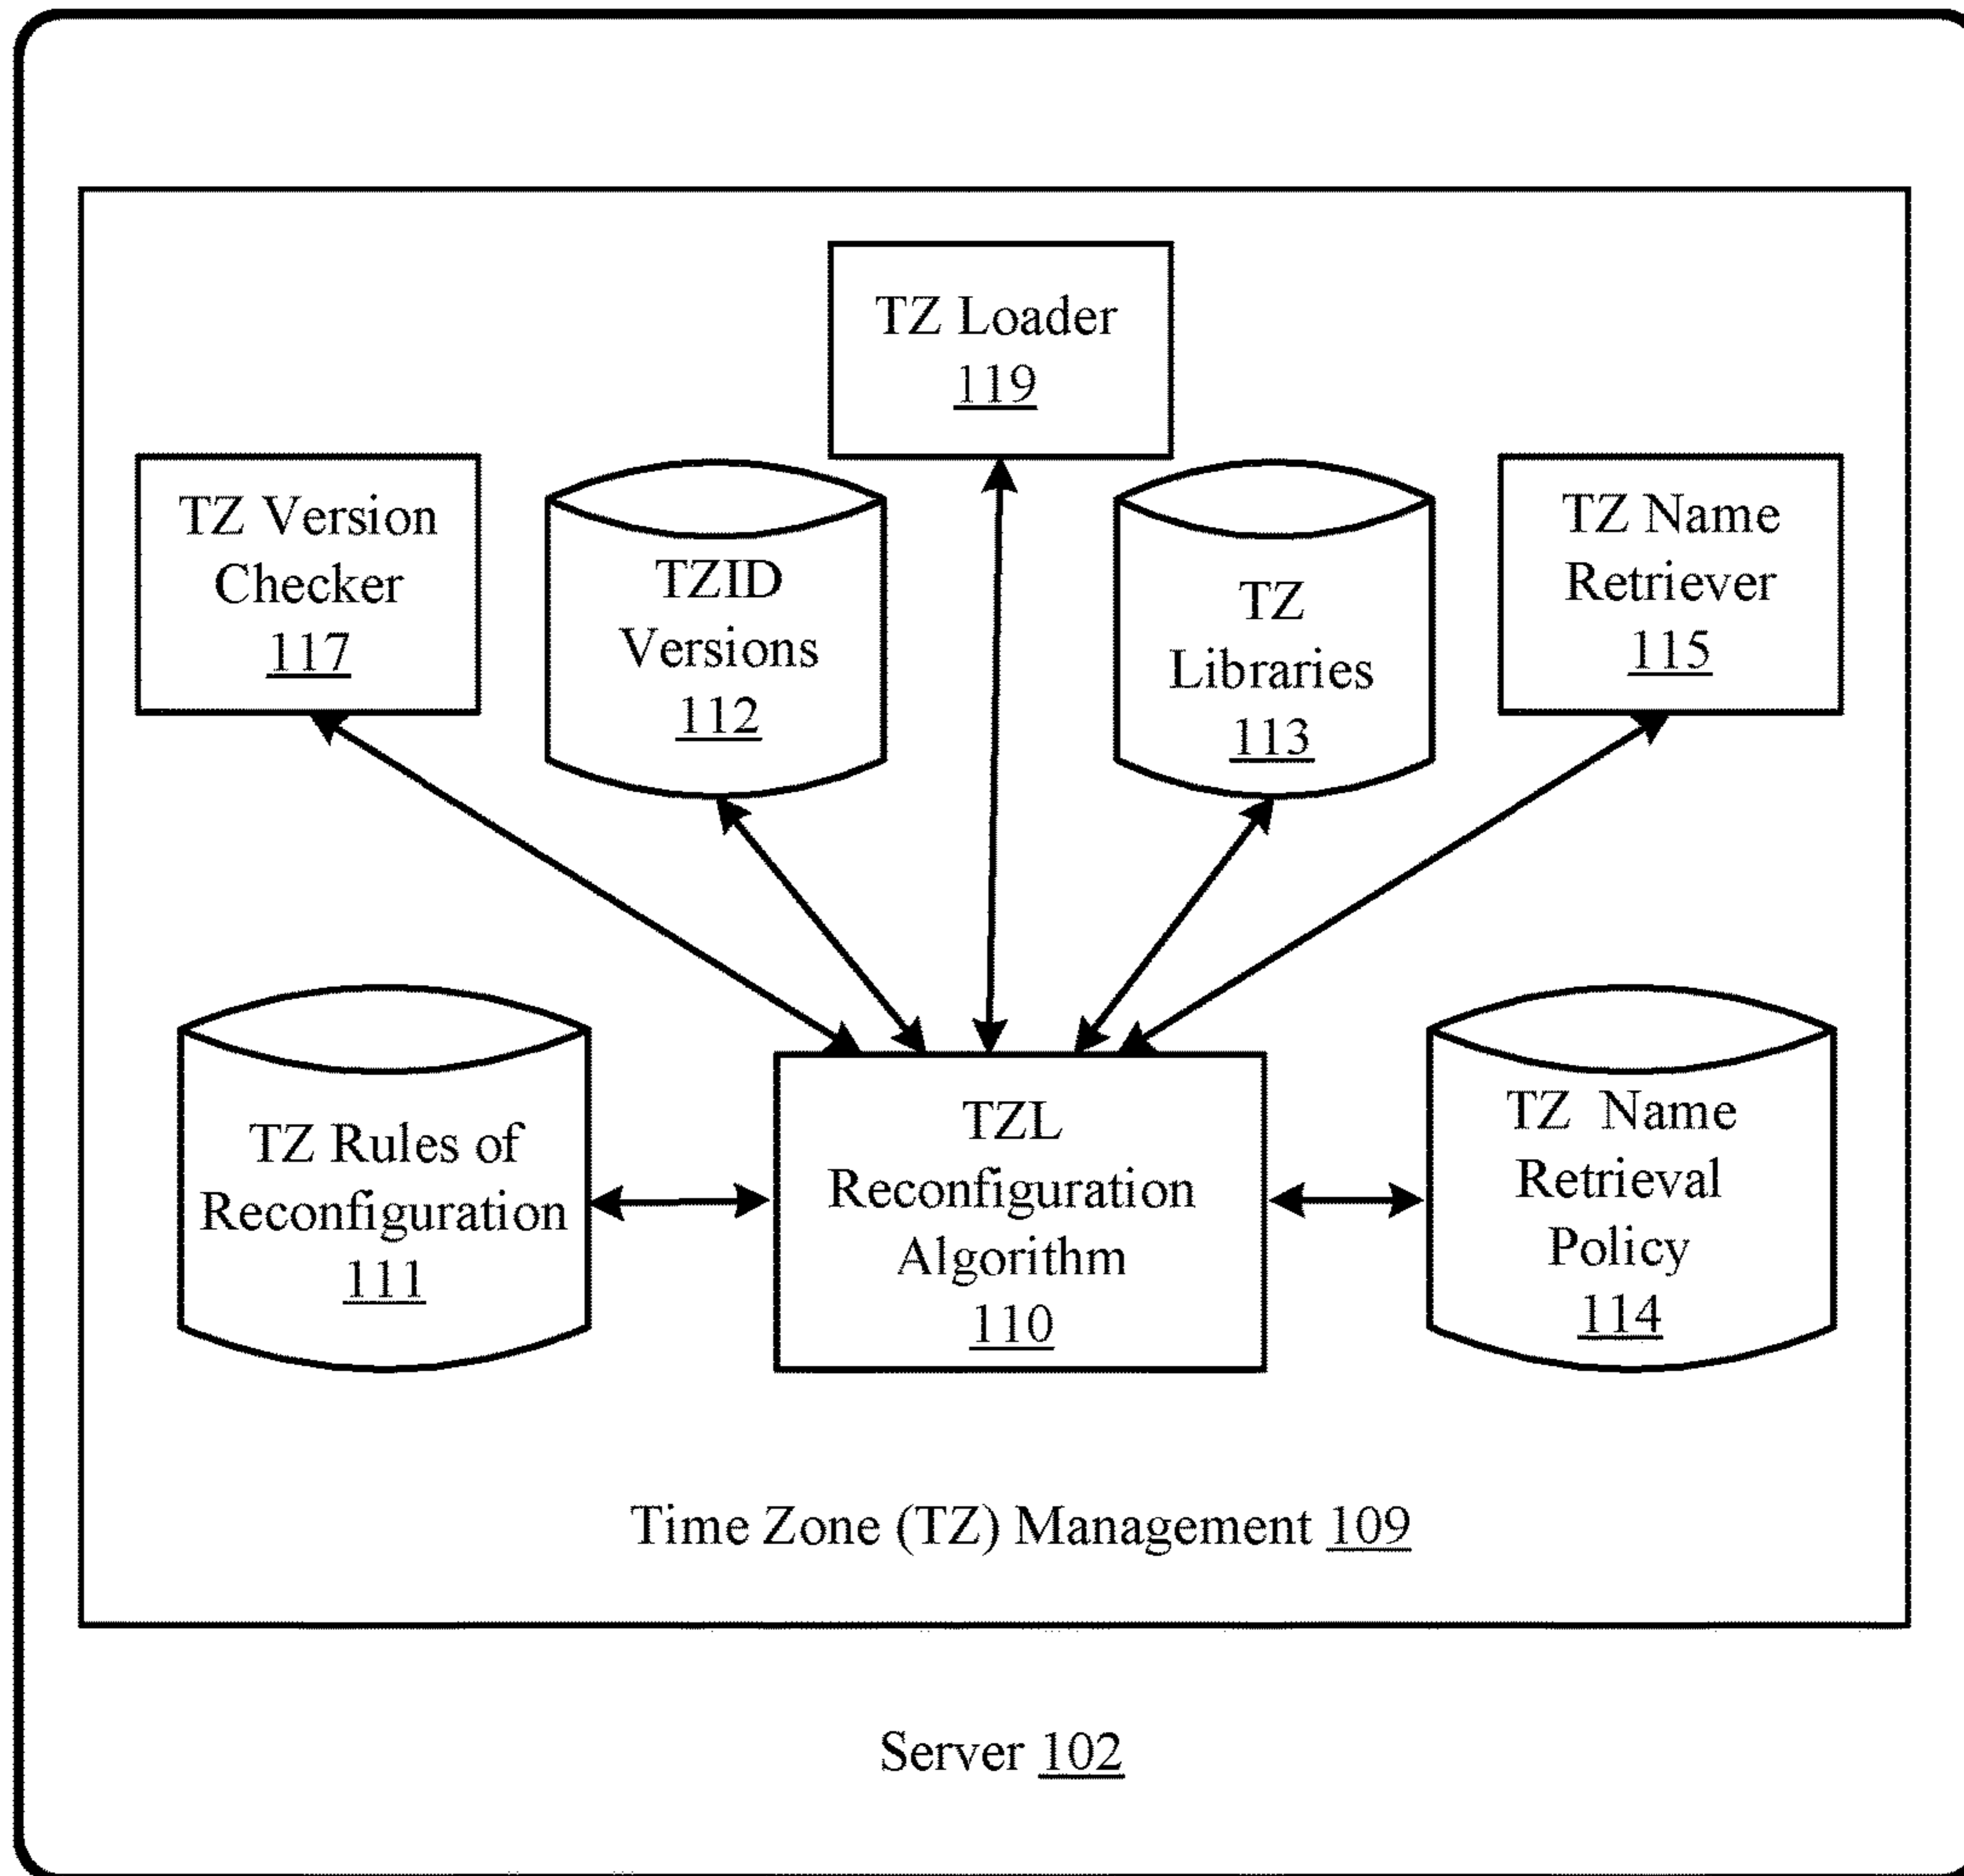 TZ Loader
119
TZ Version
Checker
117
TZID
Versions
112
TZ
Libraries
113
TZ Name
Retriever
115
TZ Rules of
Reconfiguration
111
TZL
Reconfiguration
Algorithm
110
TZ Name
Retrieval
Policy
114
Time Zone (TZ) Management 109
Server 102